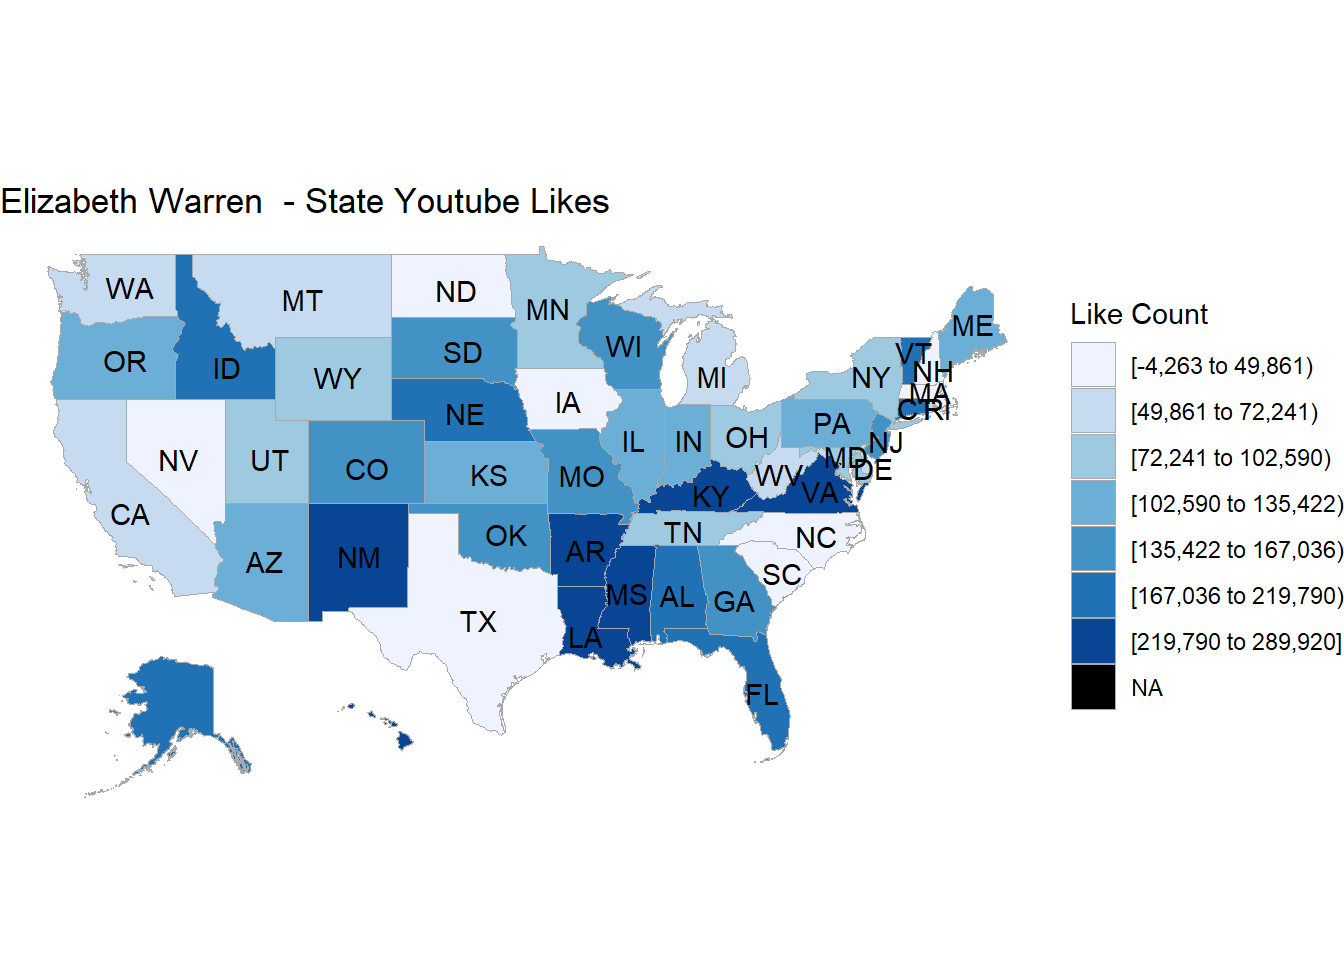 Elizabeth Warren  - State Youtube Likes
WA
MT
ND
MN
ME
OR
ID
WY
SD
WI
MI
NY
VT
NH
MA
CT
RI
NE
IA
NV
UT
CO
KS
MO
IL
IN
OH
PA
NJ
MD
DE
WV
VA
KY
CA
AZ
NM
OK
AR
TN
NC
SC
TX
LA
MS
AL
GA
FL
Like Count
[-4,263 to 49,861)
[49,861 to 72,241)
[72,241 to 102,590)
[102,590 to 135,422)
[135,422 to 167,036)
[167,036 to 219,790)
[219,790 to 289,920]
NA